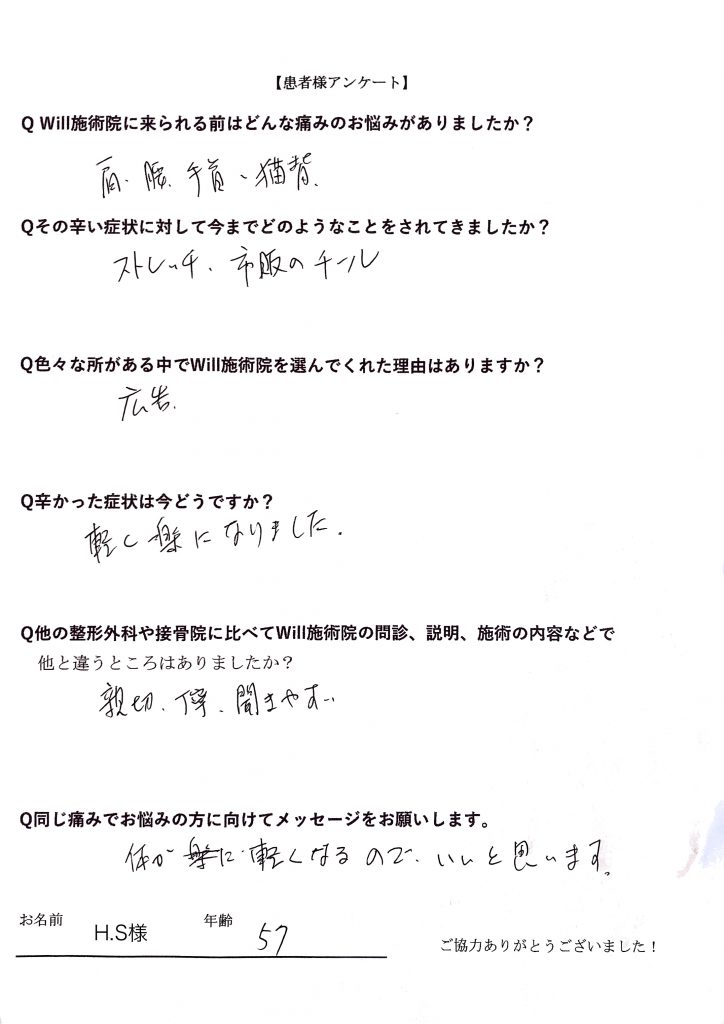 【患者様アンケート】
Q Will施術院に来られる前はどんな痛みのお悩みがありましたか？
肩、腰、手首、猫背、
Qその辛い症状に対して今までどのようなことをされてきましたか？
ストレッチ、市販のチール
Q色々な所がある中でWill施術院を選んでくれた理由はありますか？
広告、
Q辛かった症状は今どうですか？
軽く楽になりました.
Q他の整形外科や接骨院に比べてWill施術院の問診、説明、施術の内容などで
他と違うところはありましたか？
親切、丁寧、聞きやすい
Q同じ痛みでお悩みの方に向けてメッセージをお願いします。
体が楽に軽くなるので、いいと思います。
お名前 H.S様 年齢 57
ご協力ありがとうございました！